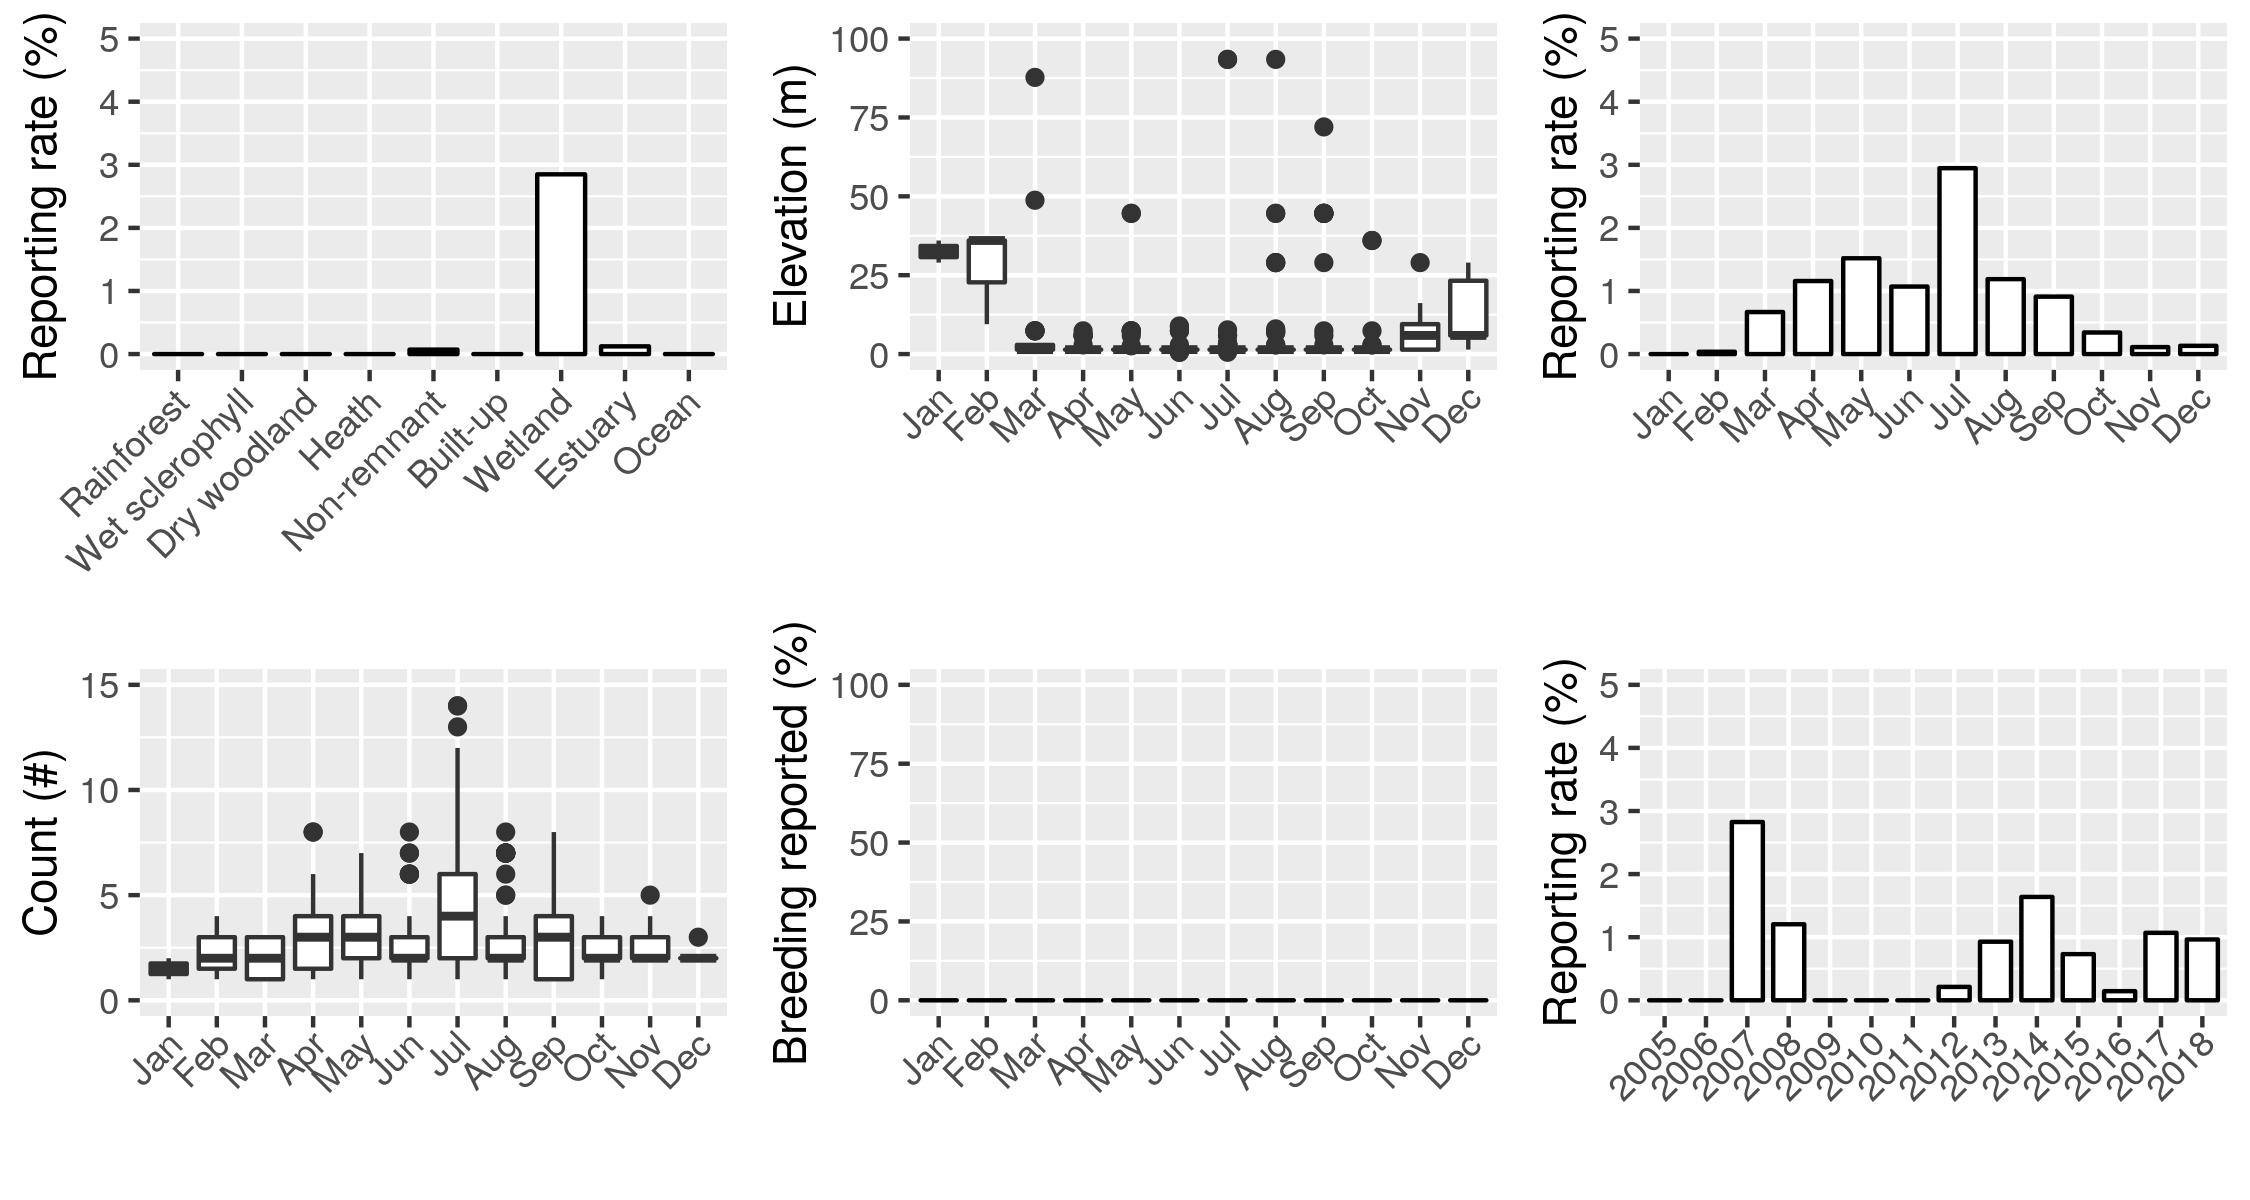 Reporting rate (%)
5
4
3
2
1
0
Rainforest
Wet sclerophyll
Dry woodland
Heath
Non-remnant
Built-up
Wetland
Estuary
Ocean
Elevation (m)
100
75
50
25
0
Jan
Feb
Mar
Apr
May
Jun
Jul
Aug
Sep
Oct
Nov
Dec
Reporting rate (%)
5
4
3
2
1
0
Jan
Feb
Mar
Apr
May
Jun
Jul
Aug
Sep
Oct
Nov
Dec
Count (#)
15
10
5
0
Jan
Feb
Mar
Apr
May
Jun
Jul
Aug
Sep
Oct
Nov
Dec
Breeding reported (%)
100
75
50
25
0
Jan
Feb
Mar
Apr
May
Jun
Jul
Aug
Sep
Oct
Nov
Dec
Reporting rate (%)
5
4
3
2
1
0
2005
2006
2007
2008
2009
2010
2011
2012
2013
2014
2015
2016
2017
2018